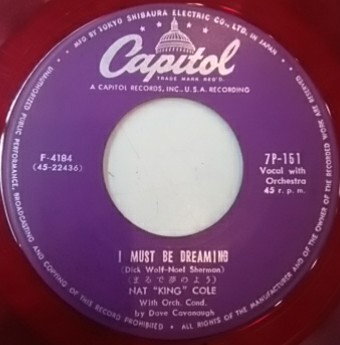 MFD BY TOKYO SHIBAURA ELECTRIC CO., LTD. IN JAPAN
Capitol
TRADE MARK REG'D.
A CAPITOL RECORDS, INC., U.S.A. RECORDING
F-4184
(45-22436)
7P-151
Vocal with
Orchestra
45 r.p.m.
I MUST BE DREAMING
(Dick Wolf-Noel Sherman)
(まるで夢のよう)
NAT "KING" COLE
With Orch. Cond.
by Dave Cavanaugh
UNAUTHORIZED PUBLIC PERFORMANCE, BROADCASTING AND COPYING OF THIS RECORD PROHIBITED • ALL RIGHTS OF THE MANUFACTURER AND OF THE OWNER OF THE RECORDED WORK ARE RESERVED.